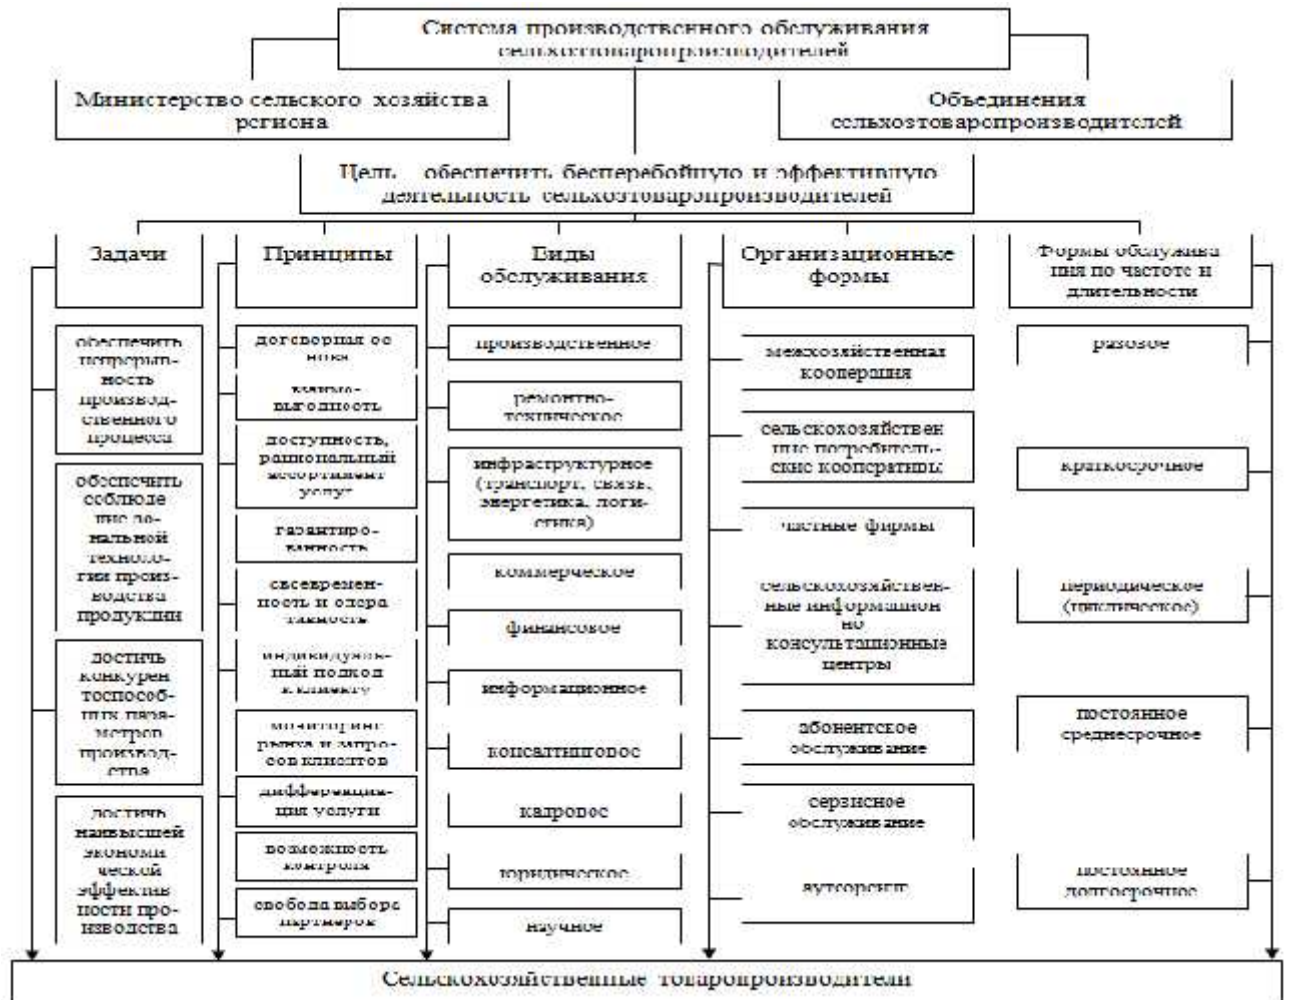 Система производственного обслуживания
сельхозтоваропроизводителей
Министерство сельского хозяйства
региона
Объединения
сельхозтоваропроизводителей
Цель обеспечить бесперебойную и эффективную
деятельность сельхозтоваропроизводителей
Задачи
обеспечить
непрерыв-
ность
производ-
ственного
процесса
обеспечить
соблюде
ние зо-
нальной
техноло-
гии произ-
водства
продукции
достичь
конкурен
тоспособ-
ных пара-
метров
производ-
ства
достичь
наивысшей
экономи
ческой
эффектив
ности про-
изводства
Принципы
договорная ос
нова
взаимо-
выгодность
доступность,
рациональный
ассортимент
услуг
гарантиро-
ванность
своевремен-
ность и опера
тивность
индивидуаль-
ный подход
к клиенту
мониторинг
рынка и запро-
сов клиентов
дифференциа-
ция услуги
возможность
контроля
свобода выбора
партнеров
Виды
обслуживания
производственное
ремонтно-
техническое
инфраструктурное
(транспорт, связь,
энергетика, логи-
стика)
коммерческое
финансовое
информационное
консалтинговое
кадровое
юридическое
научное
Организационные
формы
межхозяйственная
кооперация
сельскохозяйствен
ные потребитель-
ские кооперативы
частные фирмы
сельскохозяйствен-
ные информацион
но
консультационные
центры
абонентское
обслуживание
сервисное
обслуживание
аутсорсинг
Формы обслужива
ния по частоте и
длительности
разовое
краткосрочное
периодическое
(циклическое)
постоянное
среднесрочное
постоянное
долгосрочное
Сельскохозяйственные товаропроизводители